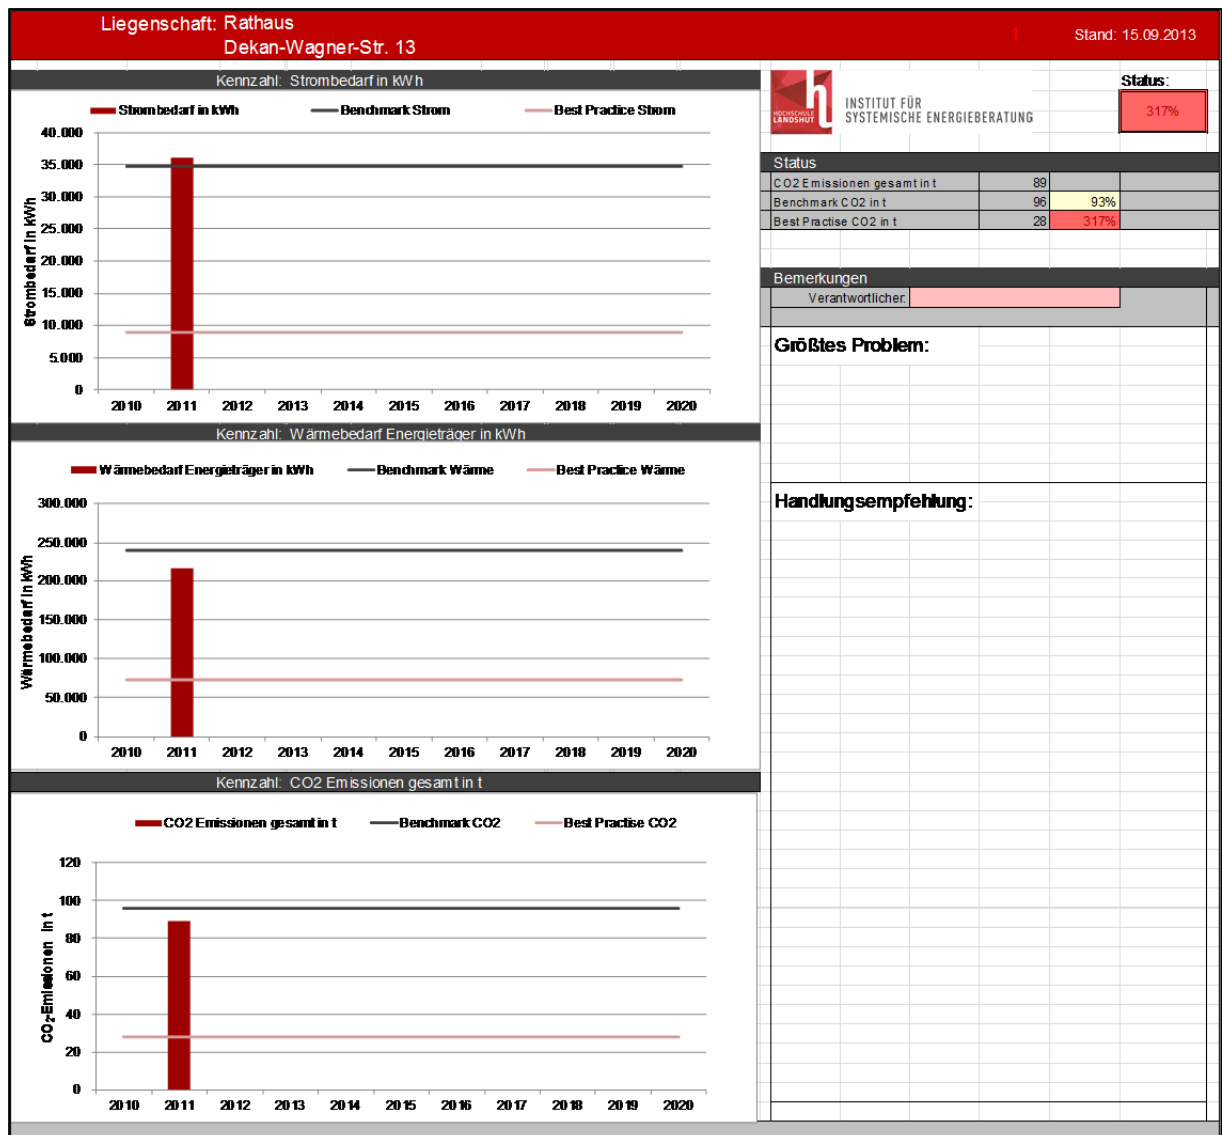 Liegenschaft: Rathaus
Dekan-Wagner-Str. 13
1
Stand: 15.09.2013
Kennzahl: Strombedarf in kWh
Strombedarf in kWh
Benchmark Strom
Best Practice Strom
Strombedarf in kWh
40.000
35.000
30.000
25.000
20.000
15.000
10.000
5.000
0
2010 2011 2012 2013 2014 2015 2016 2017 2018 2019 2020
Kennzahl: Wärmebedarf Energieträger in kWh
Wärmebedarf Energieträger in kWh
Benchmark Wärme
Best Practice Wärme
Wärmebedarf in kWh
300.000
250.000
200.000
150.000
100.000
50.000
0
2010 2011 2012 2013 2014 2015 2016 2017 2018 2019 2020
Kennzahl: CO2 Emissionen gesamt in t
CO2 Emissionen gesamt in t
Benchmark CO2
Best Practise CO2
CO₂-Emissionen in t
120
100
80
60
40
20
0
2010 2011 2012 2013 2014 2015 2016 2017 2018 2019 2020
HOCHSCHULE
LANDSHUT
INSTITUT FÜR
SYSTEMISCHE ENERGIEBERATUNG
Status:
317%
Status
CO2 Emissionen gesamt in t 89
Benchmark CO2 in t 96 93%
Best Practise CO2 in t 28 317%
Bemerkungen
Verantwortlicher:
Größtes Problem:
Handlungsempfehlung: